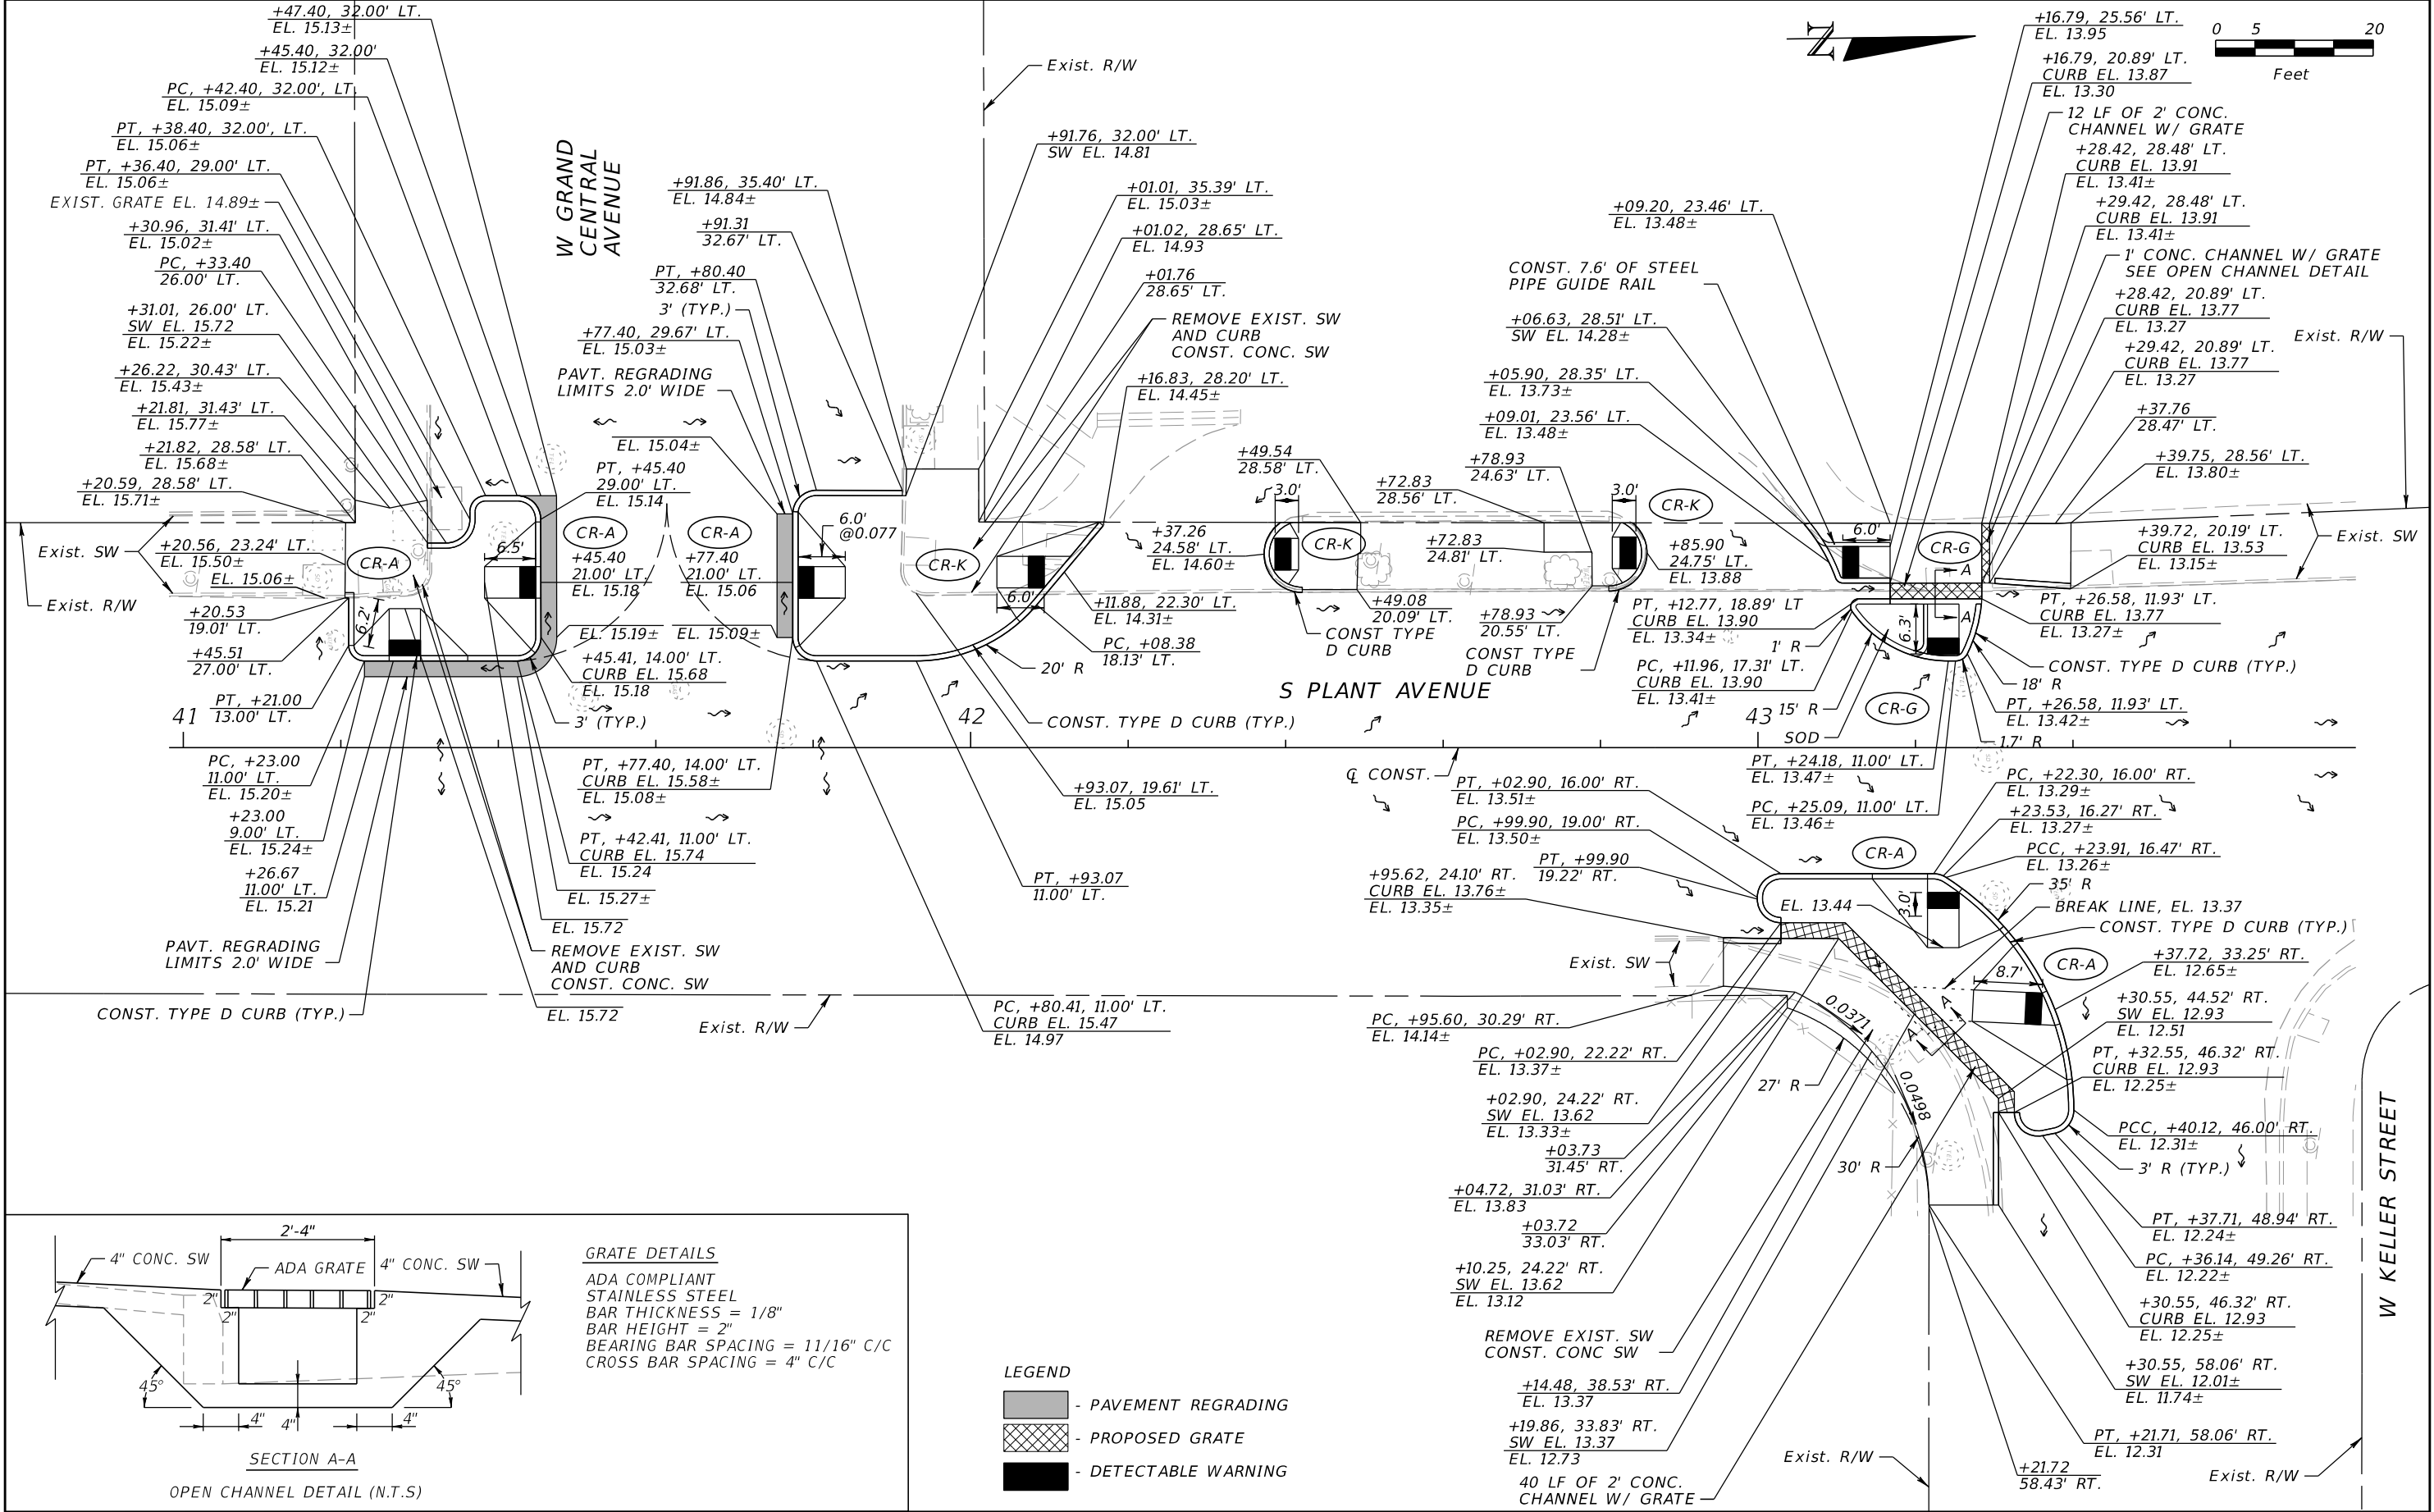 +47.40, 32.00' LT.
EL. 15.13±
+45.40, 32.00'
EL. 15.12±
PC, +42.40, 32.00', LT.
EL. 15.09±
PT, +38.40, 32.00', LT.
EL. 15.06±
PT, +36.40, 29.00' LT.
EL. 15.06±
EXIST. GRATE EL. 14.89±
+30.96, 31.41' LT.
EL. 15.02±
PC, +33.40
26.00' LT.
+31.01, 26.00' LT.
SW EL. 15.72
EL. 15.22±
+26.22, 30.43' LT.
EL. 15.43±
+21.81, 31.43' LT.
EL. 15.77±
+21.82, 28.58' LT.
EL. 15.68±
+20.59, 28.58' LT.
EL. 15.71±
Exist. SW
+20.56, 23.24' LT.
EL. 15.50±
EL. 15.06±
Exist. R/W
+20.53
19.01' LT.
+45.51
27.00' LT.
PT, +21.00
13.00' LT.
41
PC, +23.00
11.00' LT.
EL. 15.20±
+23.00
9.00' LT.
EL. 15.24±
+26.67
11.00' LT.
EL. 15.21
PAVT. REGRADING
LIMITS 2.0' WIDE
CONST. TYPE D CURB (TYP.)
CR-A
6.2'
6.5'
W GRAND
CENTRAL
AVENUE
+91.86, 35.40' LT.
EL. 14.84±
+91.31
32.67' LT.
PT, +80.40
32.68' LT.
3' (TYP.)
+77.40, 29.67' LT.
EL. 15.03±
PAVT. REGRADING
LIMITS 2.0' WIDE
EL. 15.04±
PT, +45.40
29.00' LT.
EL. 15.14
CR-A
CR-A
+45.40
21.00' LT.
EL. 15.18
+77.40
21.00' LT.
EL. 15.06
EL. 15.19±
EL. 15.09±
+45.41, 14.00' LT.
CURB EL. 15.68
EL. 15.18
3' (TYP.)
PT, +77.40, 14.00' LT.
CURB EL. 15.58±
EL. 15.08±
PT, +42.41, 11.00' LT.
CURB EL. 15.74
EL. 15.24
EL. 15.27±
EL. 15.72
REMOVE EXIST. SW
AND CURB
CONST. CONC. SW
EL. 15.72
Exist. R/W
6.0'
@0.077
CR-K
6.0'
Exist. R/W
+91.76, 32.00' LT.
SW EL. 14.81
+01.01, 35.39' LT.
EL. 15.03±
+01.02, 28.65' LT.
EL. 14.93
+01.76
28.65' LT.
REMOVE EXIST. SW
AND CURB
CONST. CONC. SW
+16.83, 28.20' LT.
EL. 14.45±
+11.88, 22.30' LT.
EL. 14.31±
PC, +08.38
18.13' LT.
20' R
CONST. TYPE D CURB (TYP.)
42
+93.07, 19.61' LT.
EL. 15.05
PT, +93.07
11.00' LT.
PC, +80.41, 11.00' LT.
CURB EL. 15.47
EL. 14.97
+49.54
28.58' LT.
3.0'
CR-K
+37.26
24.58' LT.
EL. 14.60±
+49.08
20.09' LT.
CONST TYPE
D CURB
+72.83
28.56' LT.
+78.93
24.63' LT.
3.0'
CR-K
+72.83
24.81' LT.
+85.90
24.75' LT.
EL. 13.88
+78.93
20.55' LT.
CONST TYPE
D CURB
S PLANT AVENUE
℄ CONST.
N
0 5 20
Feet
+09.20, 23.46' LT.
EL. 13.48±
CONST. 7.6' OF STEEL
PIPE GUIDE RAIL
+06.63, 28.51' LT.
SW EL. 14.28±
+05.90, 28.35' LT.
EL. 13.73±
+09.01, 23.56' LT.
EL. 13.48±
+16.79, 25.56' LT.
EL. 13.95
+16.79, 20.89' LT.
CURB EL. 13.87
EL. 13.30
12 LF OF 2' CONC.
CHANNEL W/ GRATE
+28.42, 28.48' LT.
CURB EL. 13.91
EL. 13.41±
+29.42, 28.48' LT.
CURB EL. 13.91
EL. 13.41±
1' CONC. CHANNEL W/ GRATE
SEE OPEN CHANNEL DETAIL
+28.42, 20.89' LT.
CURB EL. 13.77
EL. 13.27
Exist. R/W
+29.42, 20.89' LT.
CURB EL. 13.77
EL. 13.27
+37.76
28.47' LT.
+39.75, 28.56' LT.
EL. 13.80±
+39.72, 20.19' LT.
CURB EL. 13.53
EL. 13.15±
Exist. SW
6.0'
CR-G
A
A
6.3'
PT, +12.77, 18.89' LT
CURB EL. 13.90
EL. 13.34±
1' R
PC, +11.96, 17.31' LT.
CURB EL. 13.90
EL. 13.41±
15' R
CR-G
SOD
43
PT, +26.58, 11.93' LT.
CURB EL. 13.77
EL. 13.27±
CONST. TYPE D CURB (TYP.)
18' R
PT, +26.58, 11.93' LT.
EL. 13.42±
1.7' R
PT, +24.18, 11.00' LT.
EL. 13.47±
PC, +25.09, 11.00' LT.
EL. 13.46±
PT, +02.90, 16.00' RT.
EL. 13.51±
PC, +99.90, 19.00' RT.
EL. 13.50±
PT, +99.90
19.22' RT.
+95.62, 24.10' RT.
CURB EL. 13.76±
EL. 13.35±
Exist. SW
PC, +95.60, 30.29' RT.
EL. 14.14±
PC, +02.90, 22.22' RT.
EL. 13.37±
+02.90, 24.22' RT.
SW EL. 13.62
EL. 13.33±
+03.73
31.45' RT.
+04.72, 31.03' RT.
EL. 13.83
+03.72
33.03' RT.
+10.25, 24.22' RT.
SW EL. 13.62
EL. 13.12
REMOVE EXIST. SW
CONST. CONC SW
+14.48, 38.53' RT.
EL. 13.37
+19.86, 33.83' RT.
SW EL. 13.37
EL. 12.73
40 LF OF 2' CONC.
CHANNEL W/ GRATE
27' R
0.0371
0.0498
30' R
A
A
CR-A
EL. 13.44
3.0'
PC, +22.30, 16.00' RT.
EL. 13.29±
+23.53, 16.27' RT.
EL. 13.27±
PCC, +23.91, 16.47' RT.
EL. 13.26±
35' R
BREAK LINE, EL. 13.37
CONST. TYPE D CURB (TYP.)
CR-A
8.7'
+37.72, 33.25' RT.
EL. 12.65±
+30.55, 44.52' RT.
SW EL. 12.93
EL. 12.51
PT, +32.55, 46.32' RT.
CURB EL. 12.93
EL. 12.25±
PCC, +40.12, 46.00' RT.
EL. 12.31±
3' R (TYP.)
PT, +37.71, 48.94' RT.
EL. 12.24±
PC, +36.14, 49.26' RT.
EL. 12.22±
+30.55, 46.32' RT.
CURB EL. 12.93
EL. 12.25±
+30.55, 58.06' RT.
SW EL. 12.01±
EL. 11.74±
PT, +21.71, 58.06' RT.
EL. 12.31
+21.72
58.43' RT.
Exist. R/W
Exist. R/W
W KELLER STREET
2'-4"
4" CONC. SW
ADA GRATE
4" CONC. SW
2"
2"
2"
2"
45°
45°
4"
4"
4"
SECTION A-A
OPEN CHANNEL DETAIL (N.T.S)
GRATE DETAILS
ADA COMPLIANT
STAINLESS STEEL
BAR THICKNESS = 1/8"
BAR HEIGHT = 2"
BEARING BAR SPACING = 11/16" C/C
CROSS BAR SPACING = 4" C/C
LEGEND
- PAVEMENT REGRADING
- PROPOSED GRATE
- DETECTABLE WARNING